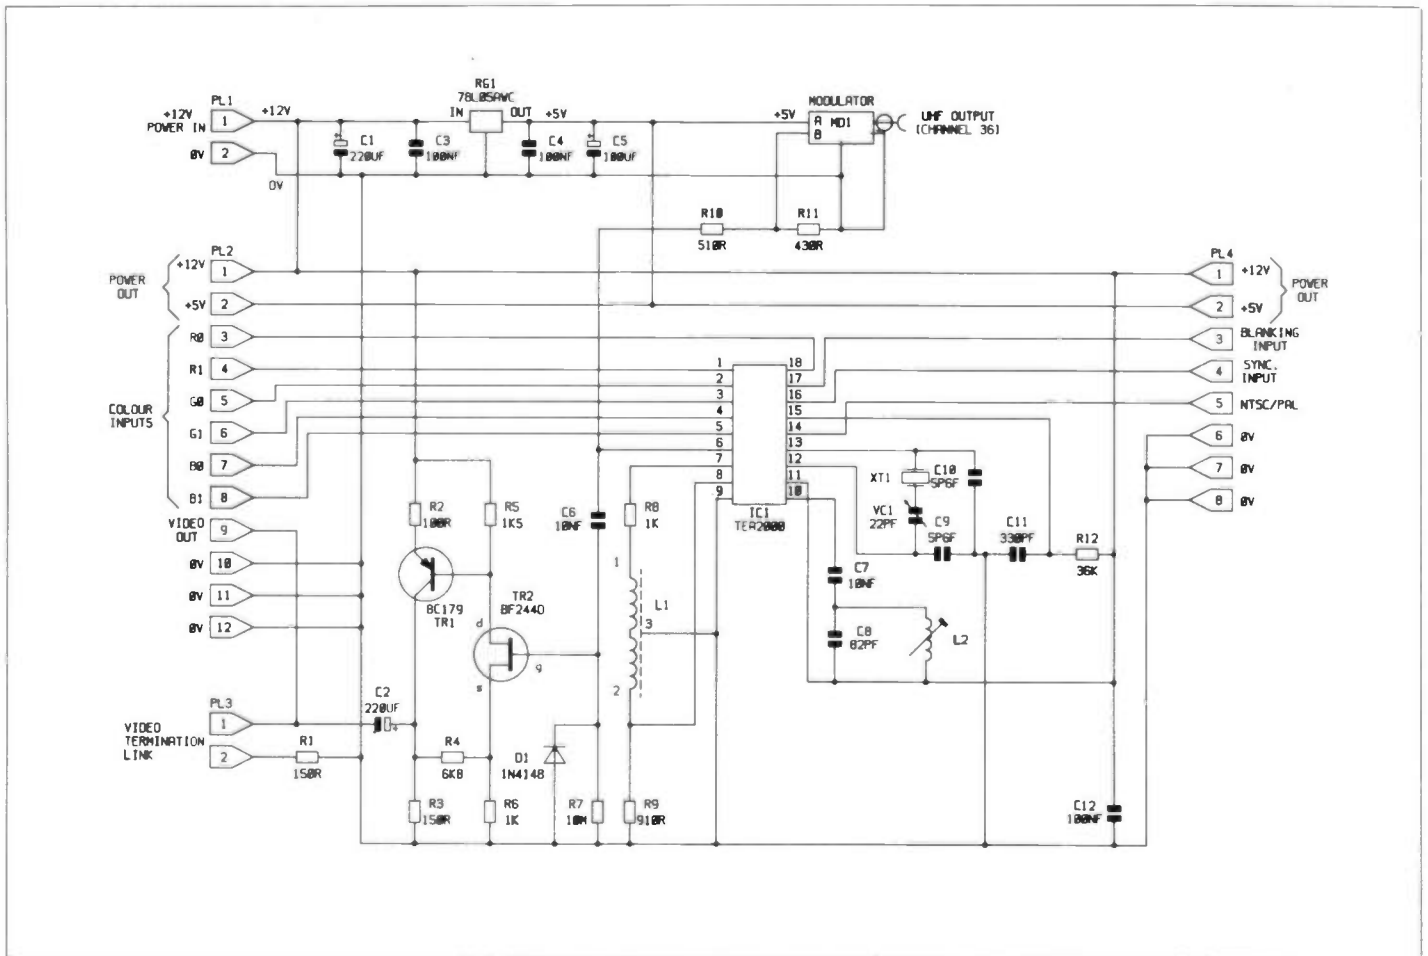 RG1
78L05AWC
IN OUT
PL1
+12V
POWER IN
1
+12V
+5V
+5V
MODULATOR
A MD1
B
UHF OUTPUT
(CHANNEL 36)
0V
2
0V
C1
220UF
C3
100NF
C4
100NF
C5
100UF
R10
510R
R11
430R
PL2
POWER
OUT
+12V 1
+5V 2
COLOUR
INPUTS
R0 3
R1 4
G0 5
G1 6
B0 7
B1 8
VIDEO
OUT
9
0V 10
0V 11
0V 12
PL4
1 +12V
2 +5V
POWER
OUT
3 BLANKING
INPUT
4 SYNC.
INPUT
5 NTSC/PAL
6 0V
7 0V
8 0V
1 18
2 17
3 16
4 15
5 14
6 13
7 12
8 11
9 10
IC1
TEA2000
R2
100R
R5
1K5
C6
10NF
R8
1K
XT1
C10
5P6F
VC1
22PF
C9
5P6F
C11
330PF
R12
36K
BC179
TR1
TR2
BF244D
d
g
s
1
3
2
L1
C7
10NF
C8
82PF
L2
PL3
VIDEO
TERMINATION
LINK
1
2
C2
220UF
+
R1
150R
R4
6K8
D1
1N4148
R3
150R
R6
1K
R7
10M
R9
910R
C12
100NF